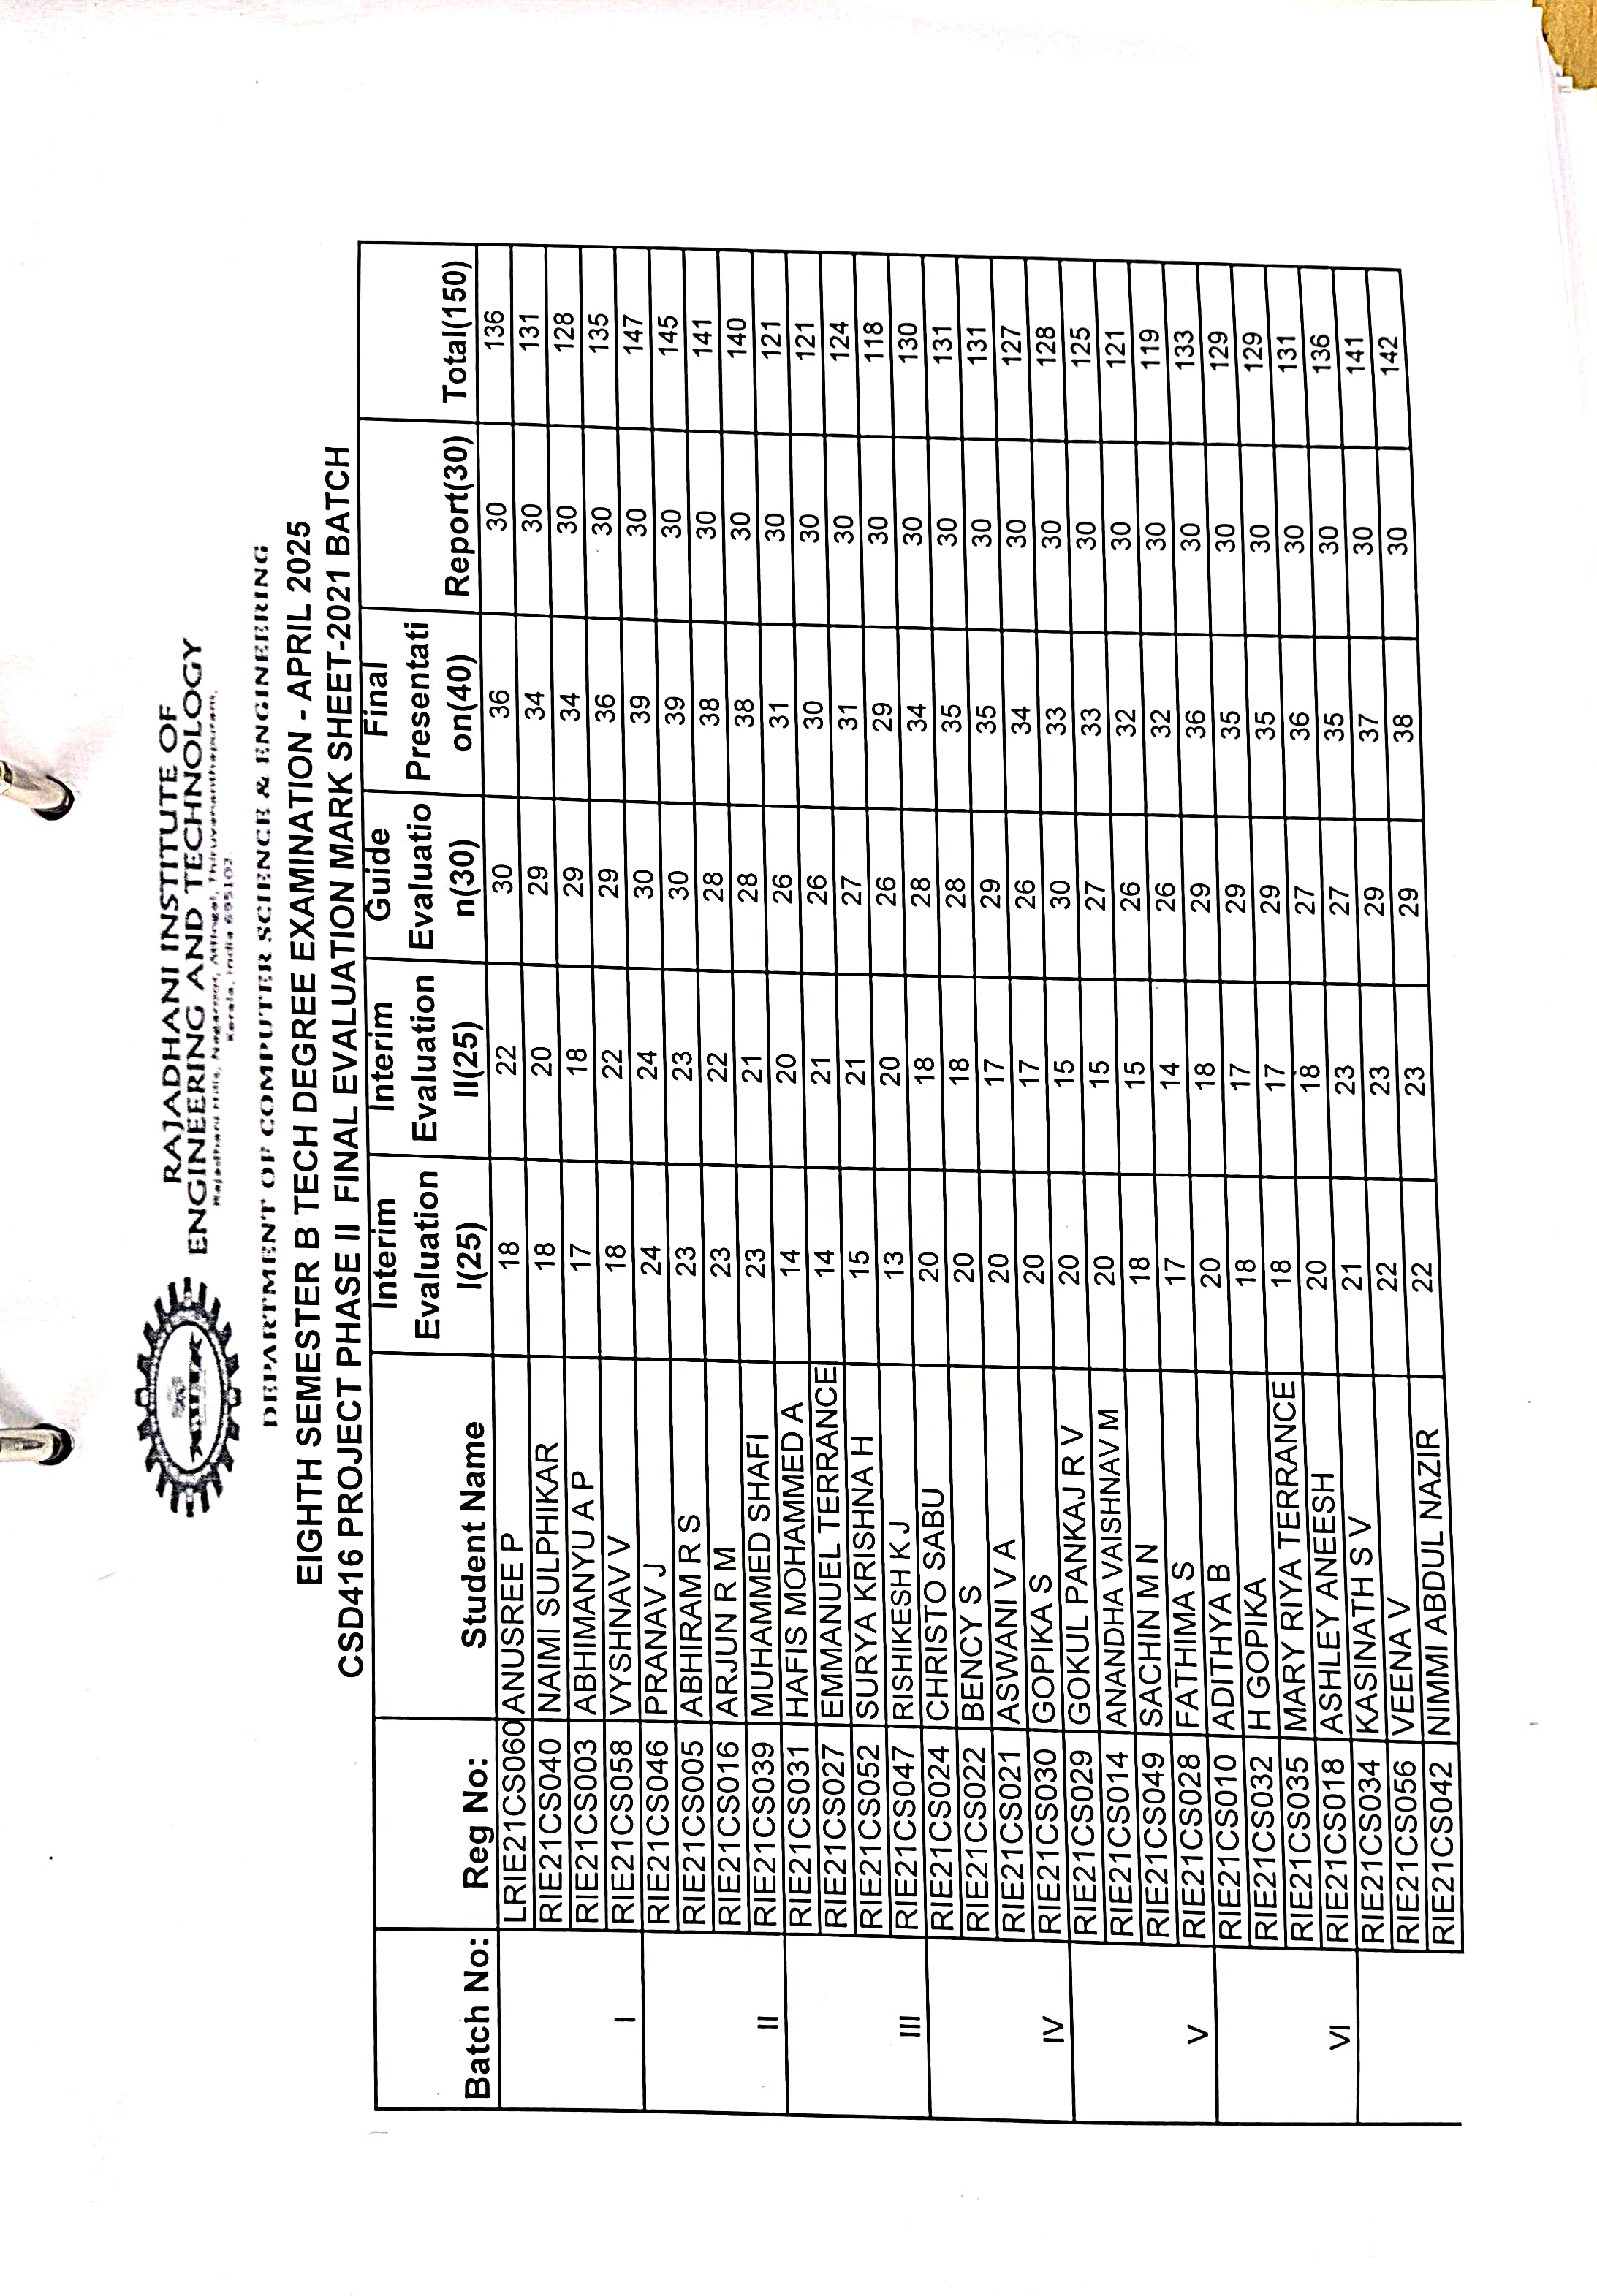 RAJADHANI INSTITUTE OF
ENGINEERING AND TECHNOLOGY
Rajadhani Hills, Nagaroor, Attingal, Thiruvananthapuram,
Kerala, India 695102
DEPARTMENT OF COMPUTER SCIENCE & ENGINEERING
EIGHTH SEMESTER B TECH DEGREE EXAMINATION - APRIL 2025
CSD416 PROJECT PHASE II FINAL EVALUATION MARK SHEET-2021 BATCH
Batch No: Reg No: Student Name Interim Evaluation I(25) Interim Evaluation II(25) Guide Evaluatio n(30) Final Presentati on(40) Report(30) Total(150)
LRIE21CS060 ANUSREE P 18 22 30 36 30 136
RIE21CS040 NAIMI SULPHIKAR 18 20 29 34 30 131
RIE21CS003 ABHIMANYU A P 17 18 29 34 30 128
I RIE21CS058 VYSHNAV V 18 22 29 36 30 135
RIE21CS046 PRANAV J 24 24 30 39 30 147
RIE21CS005 ABHIRAM R S 23 23 30 39 30 145
RIE21CS016 ARJUN R M 23 22 28 38 30 141
II RIE21CS039 MUHAMMED SHAFI 23 21 28 38 30 140
RIE21CS031 HAFIS MOHAMMED A 14 20 26 31 30 121
RIE21CS027 EMMANUEL TERRANCE 14 21 26 30 30 121
RIE21CS052 SURYA KRISHNA H 15 21 27 31 30 124
III RIE21CS047 RISHIKESH K J 13 20 26 29 30 118
RIE21CS024 CHRISTO SABU 20 18 28 34 30 130
RIE21CS022 BENCY S 20 18 28 35 30 131
RIE21CS021 ASWANI V A 20 17 29 35 30 131
IV RIE21CS030 GOPIKA S 20 17 26 34 30 127
RIE21CS029 GOKUL PANKAJ R V 20 15 30 33 30 128
RIE21CS014 ANANDHA VAISHNAV M 20 15 27 33 30 125
RIE21CS049 SACHIN M N 18 15 26 32 30 121
V RIE21CS028 FATHIMA S 17 14 26 32 30 119
RIE21CS010 ADITHYA B 20 18 29 36 30 133
RIE21CS032 H GOPIKA 18 17 29 35 30 129
RIE21CS035 MARY RIYA TERRANCE 18 17 29 35 30 129
VI RIE21CS018 ASHLEY ANEESH 20 18 27 36 30 131
RIE21CS034 KASINATH S V 21 23 27 35 30 136
RIE21CS056 VEENA V 22 23 29 37 30 141
RIE21CS042 NIMMI ABDUL NAZIR 22 23 29 38 30 142